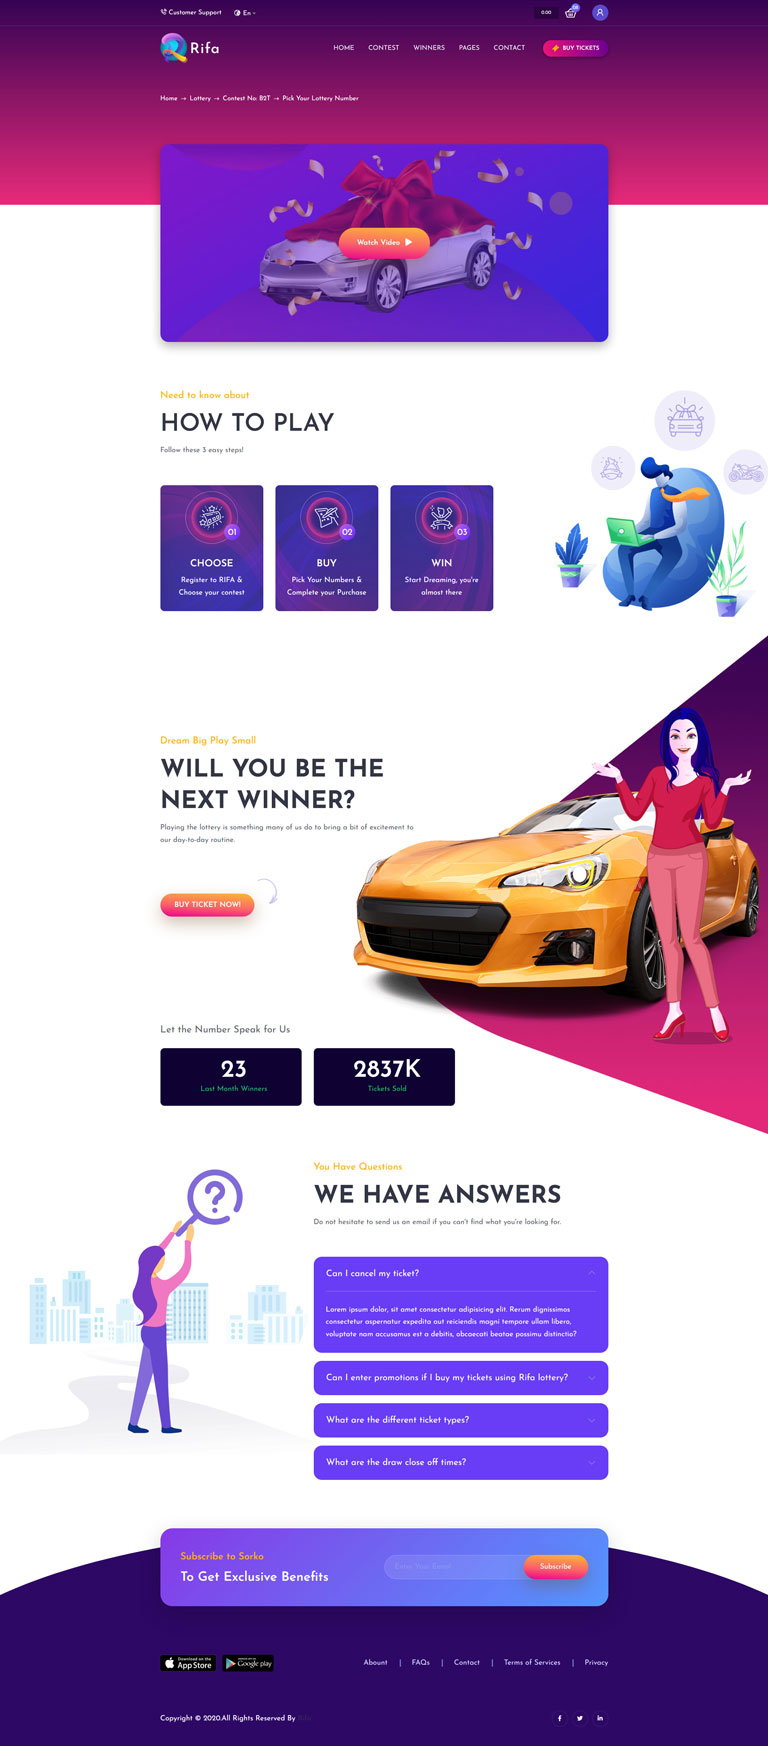 Customer Support
En
0:00
Rifa
HOME
CONTEST
WINNERS
PAGES
CONTACT
BUY TICKETS
Home → Lottery → Contest No: B2T → Pick Your Lottery Number
Watch Video
Need to know about
HOW TO PLAY
Follow these 3 easy steps!
01
CHOOSE
Register to RIFA &
Choose your contest
02
BUY
Pick Your Numbers &
Complete your Purchase
03
WIN
Start Dreaming, you're
almost there
Dream Big Play Small
WILL YOU BE THE
NEXT WINNER?
Playing the lottery is something many of us do to bring a bit of excitement to
our day-to-day routine.
BUY TICKET NOW!
Let the Number Speak for Us
23
Last Month Winners
2837K
Tickets Sold
You Have Questions
WE HAVE ANSWERS
Do not hesitate to send us an email if you can't find what you're looking for.
Can I cancel my ticket?
Lorem ipsum dolor, sit amet consectetur adipisicing elit. Rerum dignissimos
consectetur aspernatur expedita aut reiciendis magni tempore ullam libero,
voluptate nam accusamus est a debitis, obcaecati beatae possimu distinctio?
Can I enter promotions if I buy my tickets using Rifa lottery?
What are the different ticket types?
What are the draw close off times?
Subscribe to Sorko
To Get Exclusive Benefits
Enter Your Email
Subscribe
Download on the
App Store
Google play
Abount | FAQs | Contact | Terms of Services | Privacy
Copyright © 2020.All Rights Reserved By Rifa